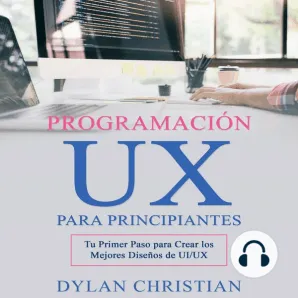 PROGRAMACIÓN
UX
PARA PRINCIPIANTES
Tu Primer Paso para Crear los
Mejores Diseños de UI/UX
DYLAN CHRISTIAN